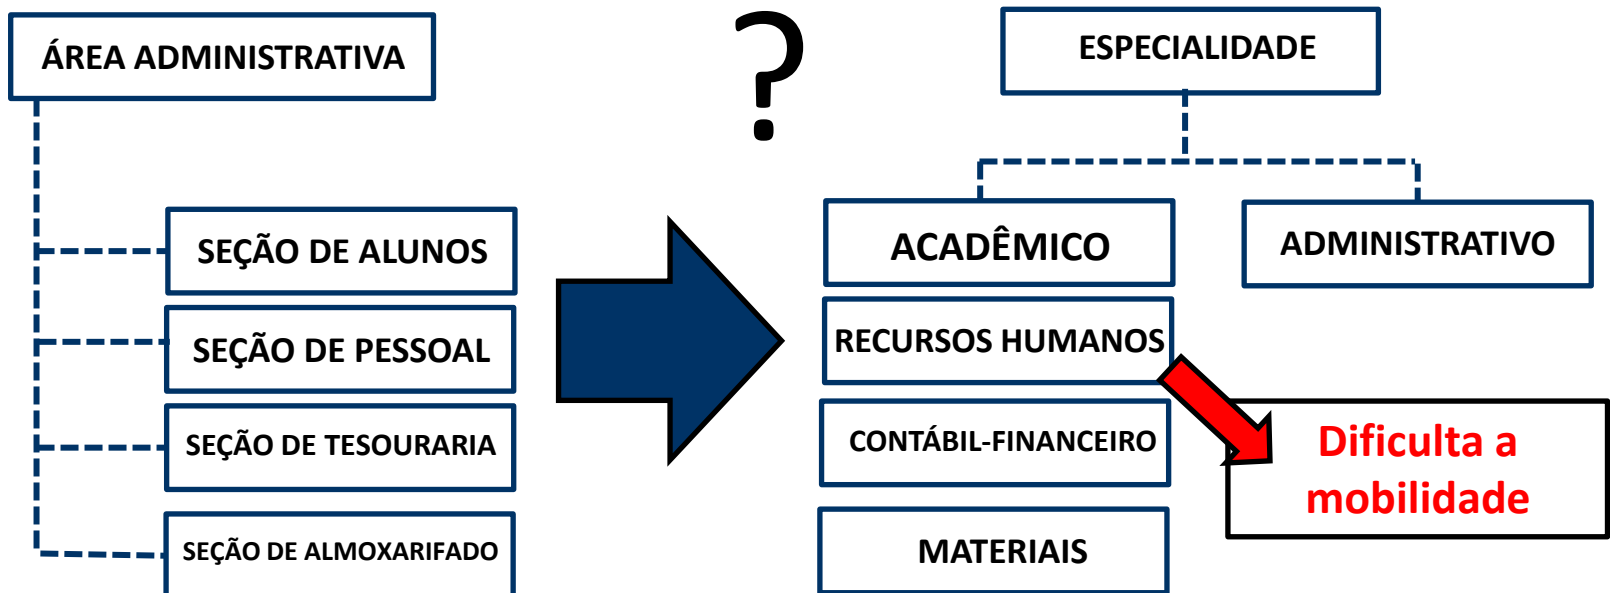 ÁREA ADMINISTRATIVA
SEÇÃO DE ALUNOS
SEÇÃO DE PESSOAL
SEÇÃO DE TESOURARIA
SEÇÃO DE ALMOXARIFADO
?
ESPECIALIDADE
ACADÊMICO
ADMINISTRATIVO
RECURSOS HUMANOS
CONTÁBIL-FINANCEIRO
MATERIAIS
Dificulta a
mobilidade